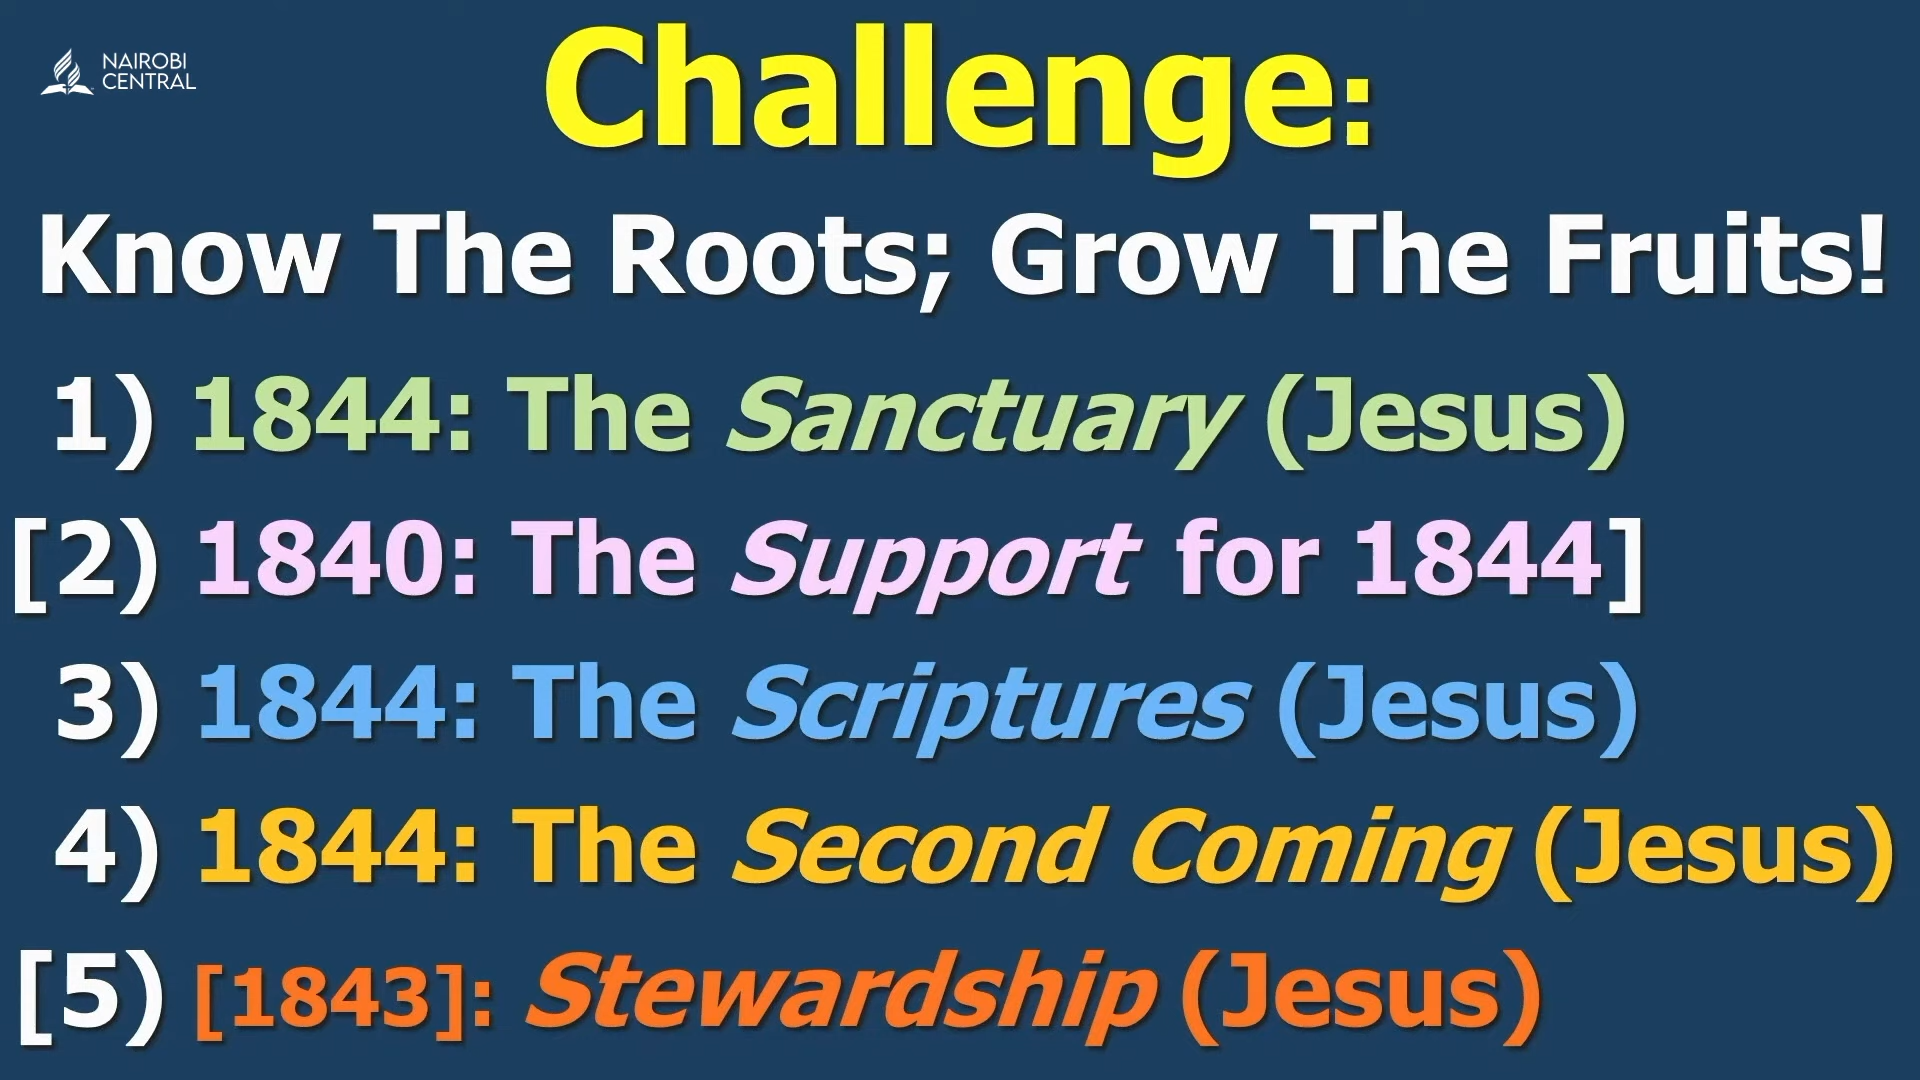 NAIROBI
CENTRAL
Challenge:
Know The Roots; Grow The Fruits!
1) 1844: The Sanctuary (Jesus)
[2) 1840: The Support for 1844]
3) 1844: The Scriptures (Jesus)
4) 1844: The Second Coming (Jesus)
[5) [1843]: Stewardship (Jesus)